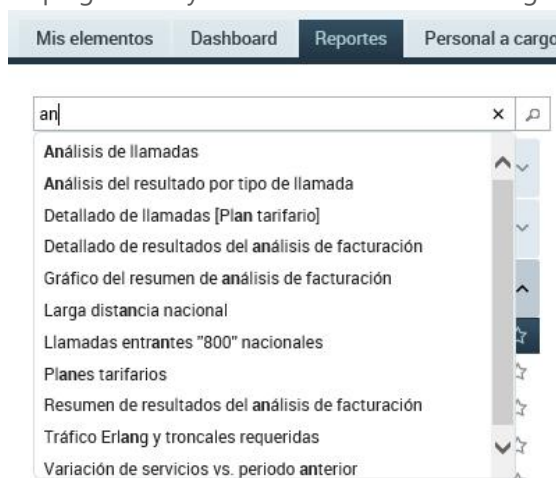 Mis elementos Dashboard Reportes Personal a cargo
an
Análisis de llamadas
Análisis del resultado por tipo de llamada
Detallado de llamadas [Plan tarifario]
Detallado de resultados del análisis de facturación
Gráfico del resumen de análisis de facturación
Larga distancia nacional
Llamadas entrantes "800" nacionales
Planes tarifarios
Resumen de resultados del análisis de facturación
Tráfico Erlang y troncales requeridas
Variación de servicios vs. periodo anterior